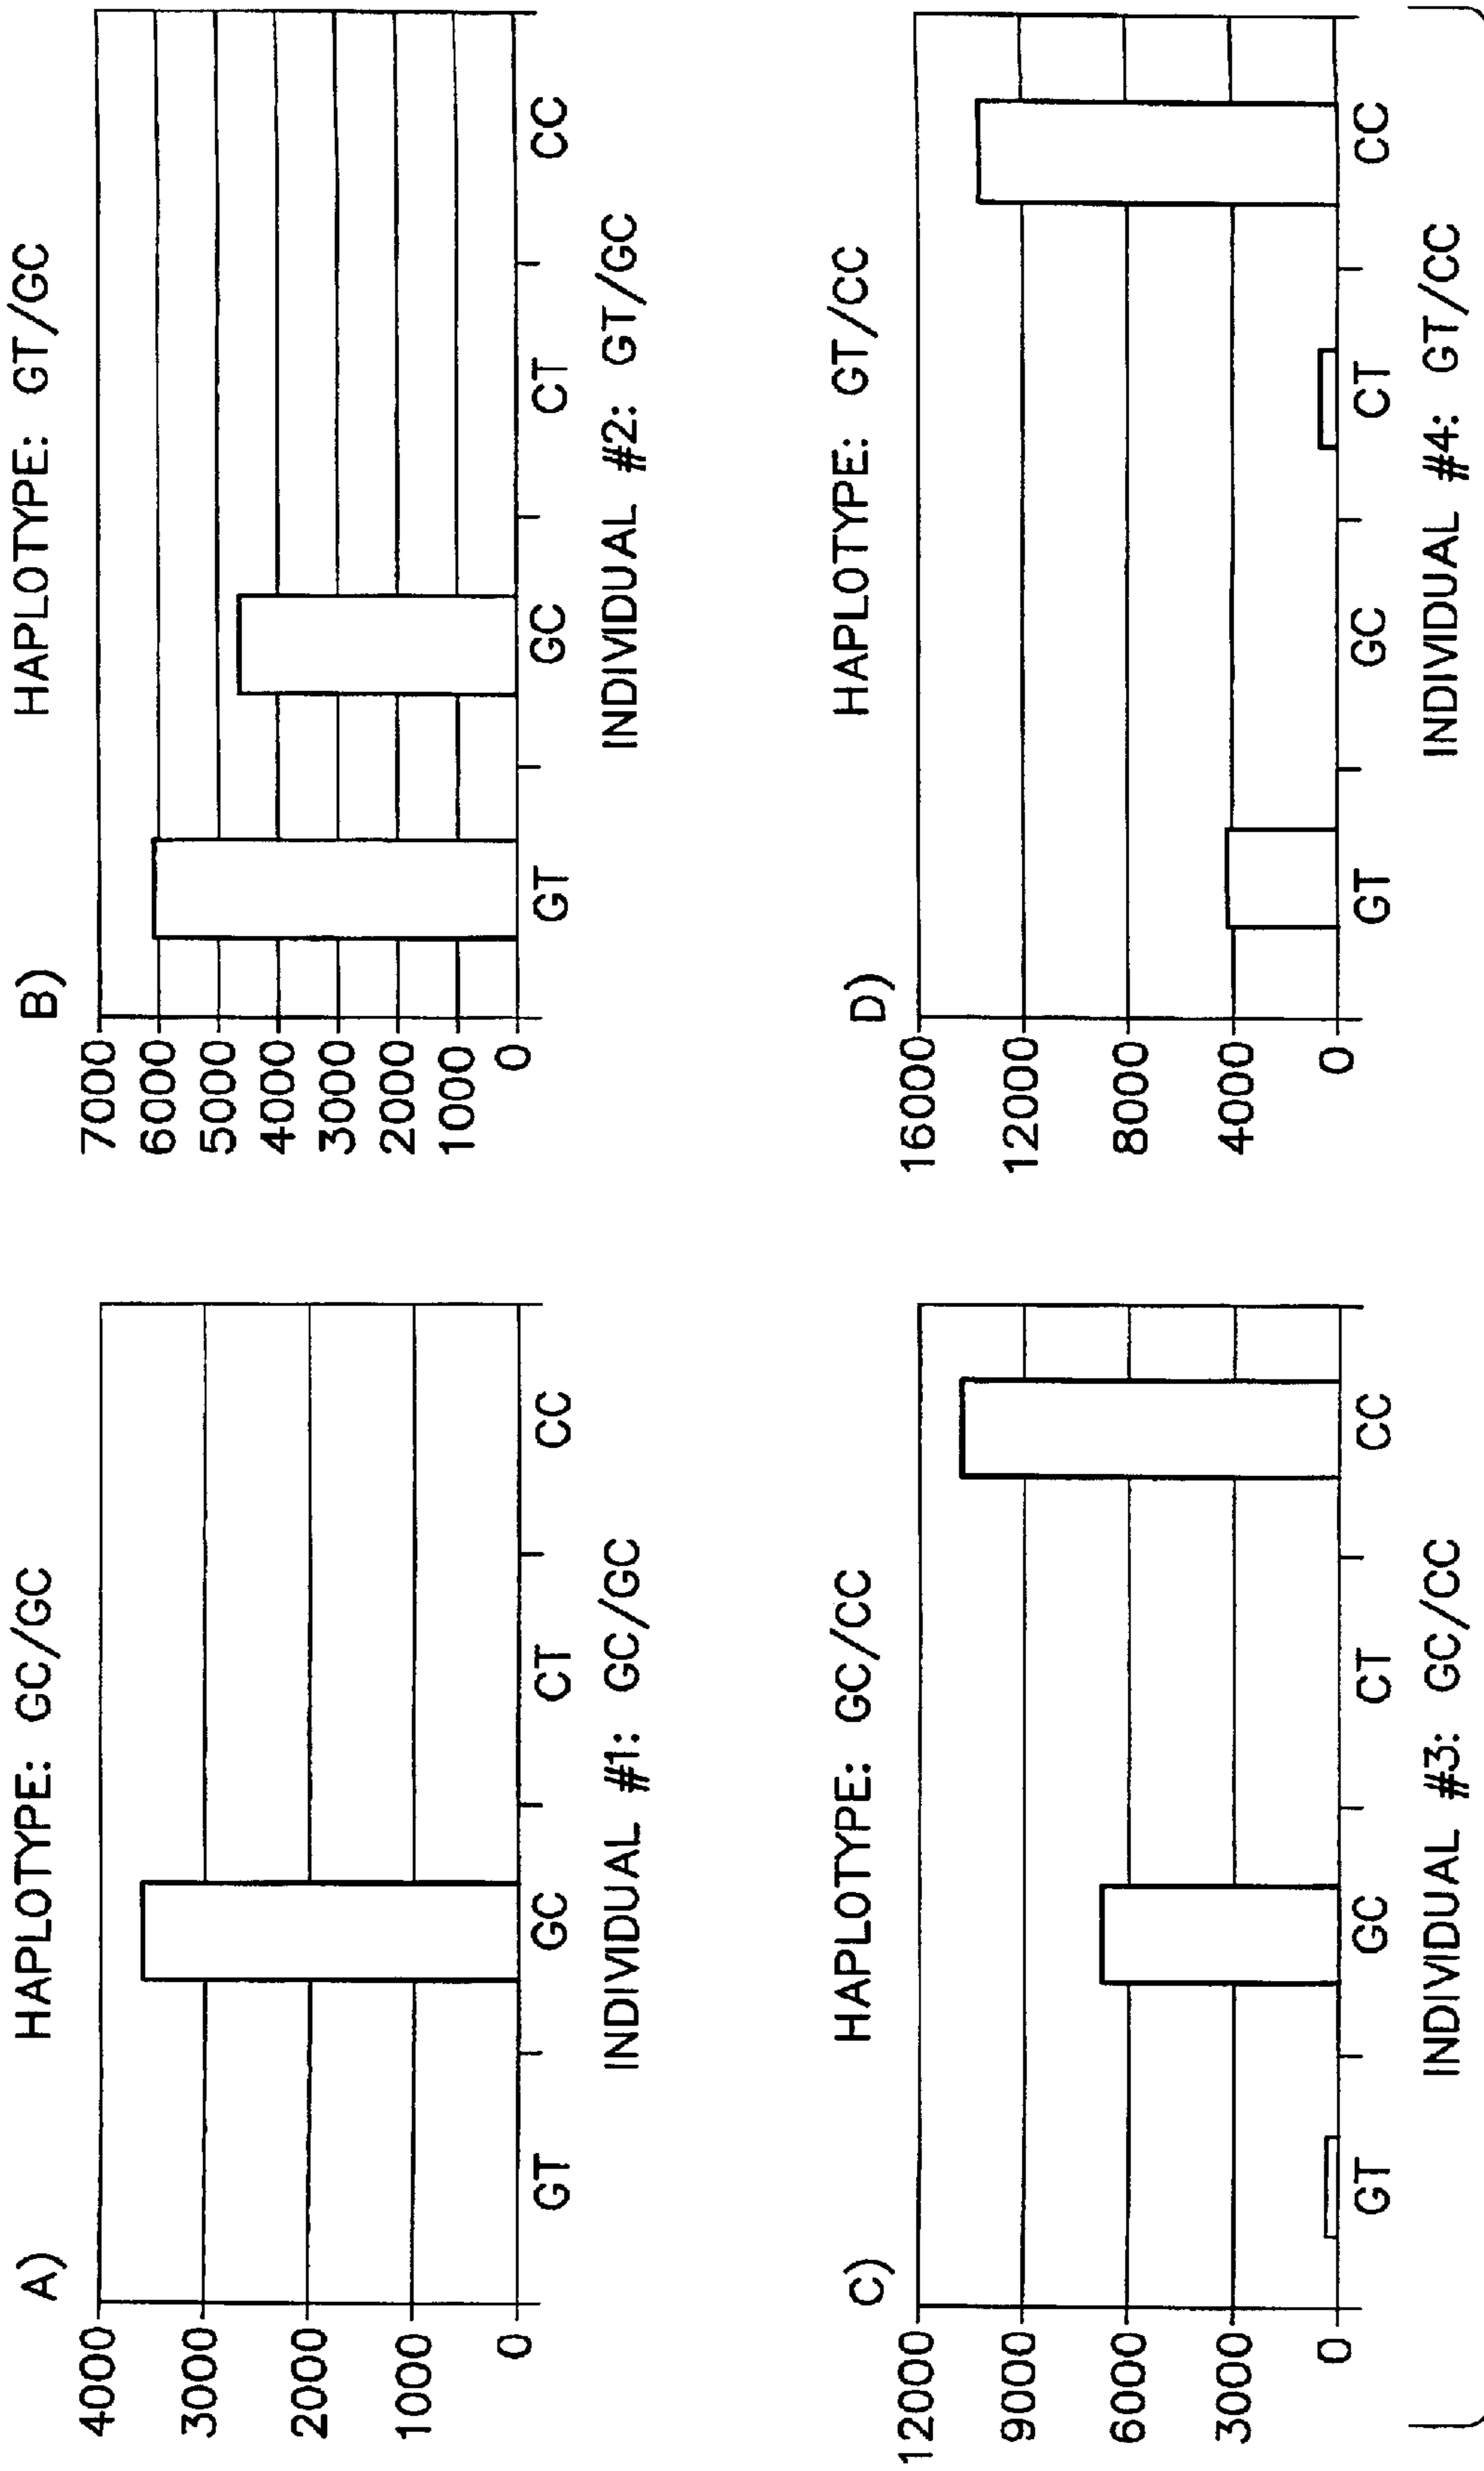 A)
HAPLOTYPE: GC/GC
4000
3000
2000
1000
0
GT GC CT CC
INDIVIDUAL #1: GC/GC
B)
HAPLOTYPE: GT/GC
7000
6000
5000
4000
3000
2000
1000
0
GT GC CT CC
INDIVIDUAL #2: GT/GC
C)
HAPLOTYPE: GC/CC
12000
9000
6000
3000
0
GT GC CT CC
INDIVIDUAL #3: GC/CC
D)
HAPLOTYPE: GT/CC
16000
12000
8000
4000
0
GT GC CT CC
INDIVIDUAL #4: GT/CC